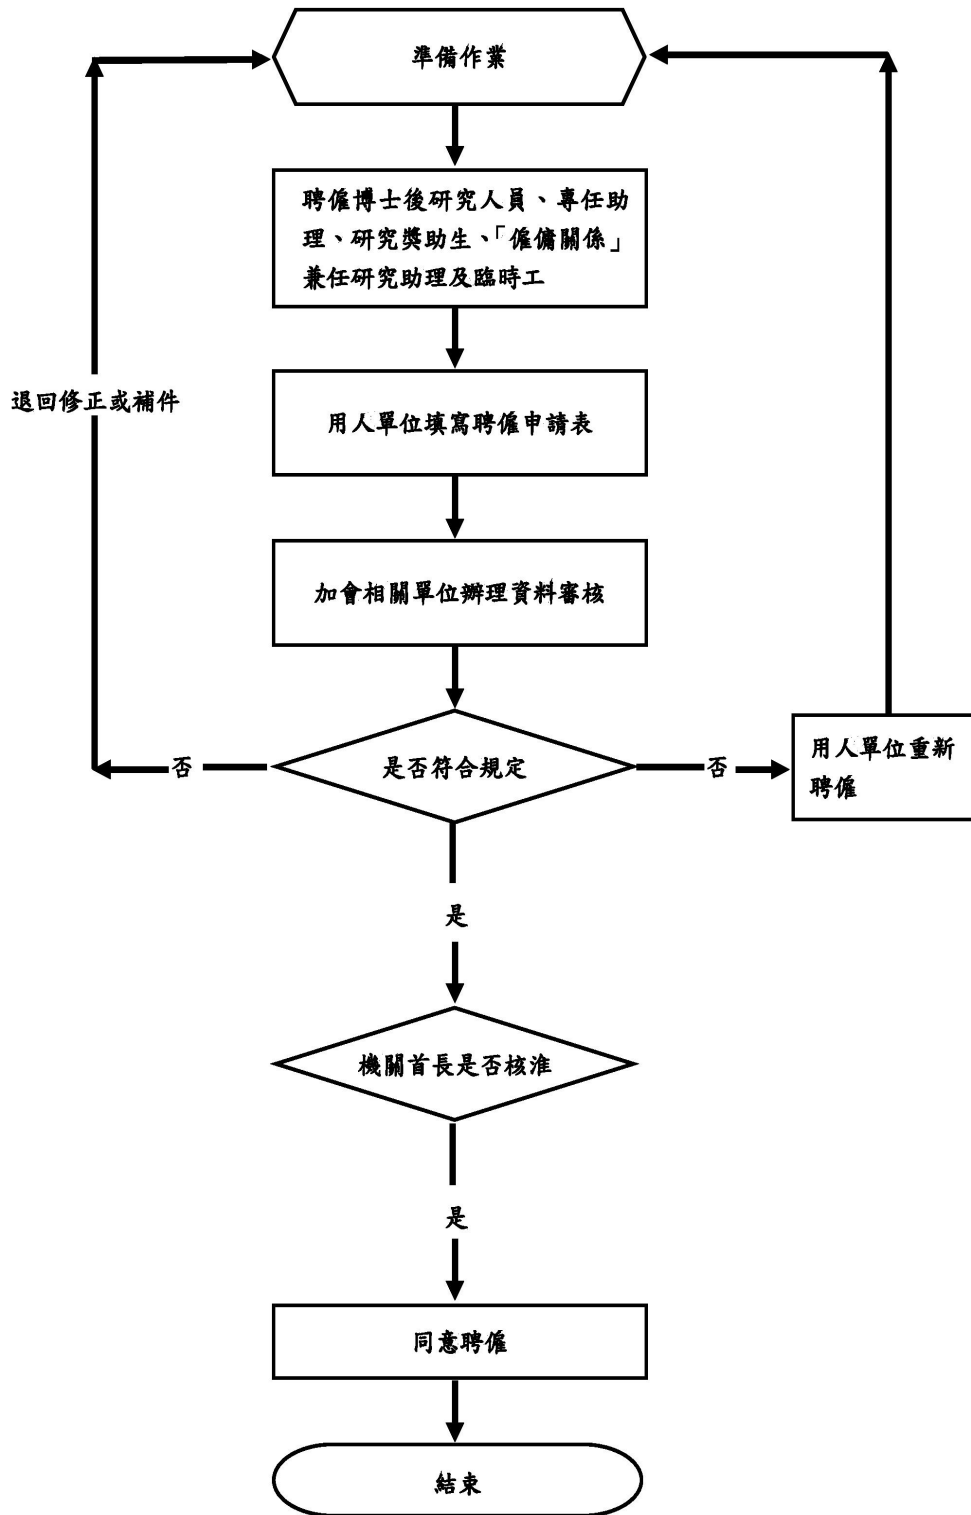 準備作業
聘僱博士後研究人員、專任助
理、研究獎助生、「僱傭關係」
兼任研究助理及臨時工
退回修正或補件
用人單位填寫聘僱申請表
加會相關單位辦理資料審核
否
是否符合規定
否
用人單位重新
聘僱
是
機關首長是否核准
是
同意聘僱
結束